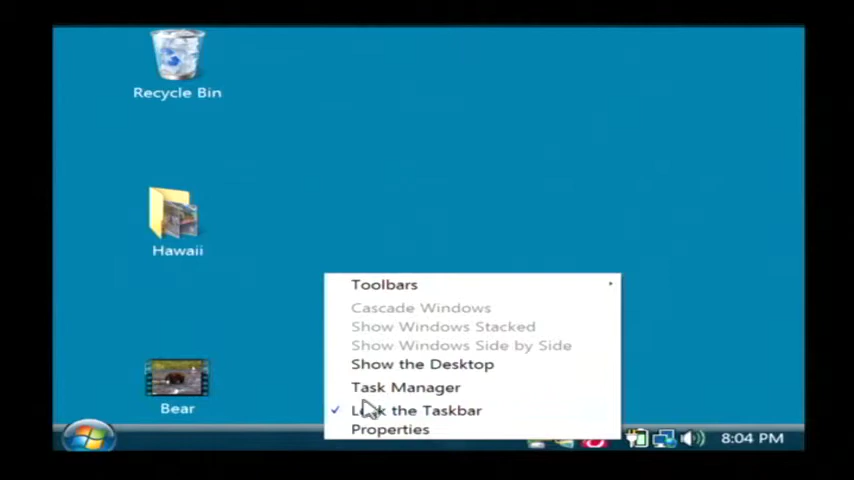 Recycle Bin
Hawaii
Bear
Toolbars
Cascade Windows
Show Windows Stacked
Show Windows Side by Side
Show the Desktop
Task Manager
Lock the Taskbar
Properties
8:04 PM